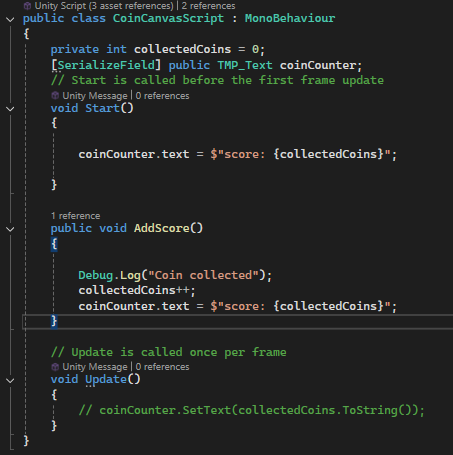 Unity Script (3 asset references) | 2 references
public class CoinCanvasScript : MonoBehaviour
{
private int collectedCoins = 0;
[SerializeField] public TMP_Text coinCounter;
// Start is called before the first frame update
Unity Message | 0 references
void Start()
{
coinCounter.text = $"score: {collectedCoins}";
}
1 reference
public void AddScore()
{
Debug.Log("Coin collected");
collectedCoins++;
coinCounter.text = $"score: {collectedCoins}";
}
// Update is called once per frame
Unity Message | 0 references
void Update()
{
// coinCounter.SetText(collectedCoins.ToString());
}
}